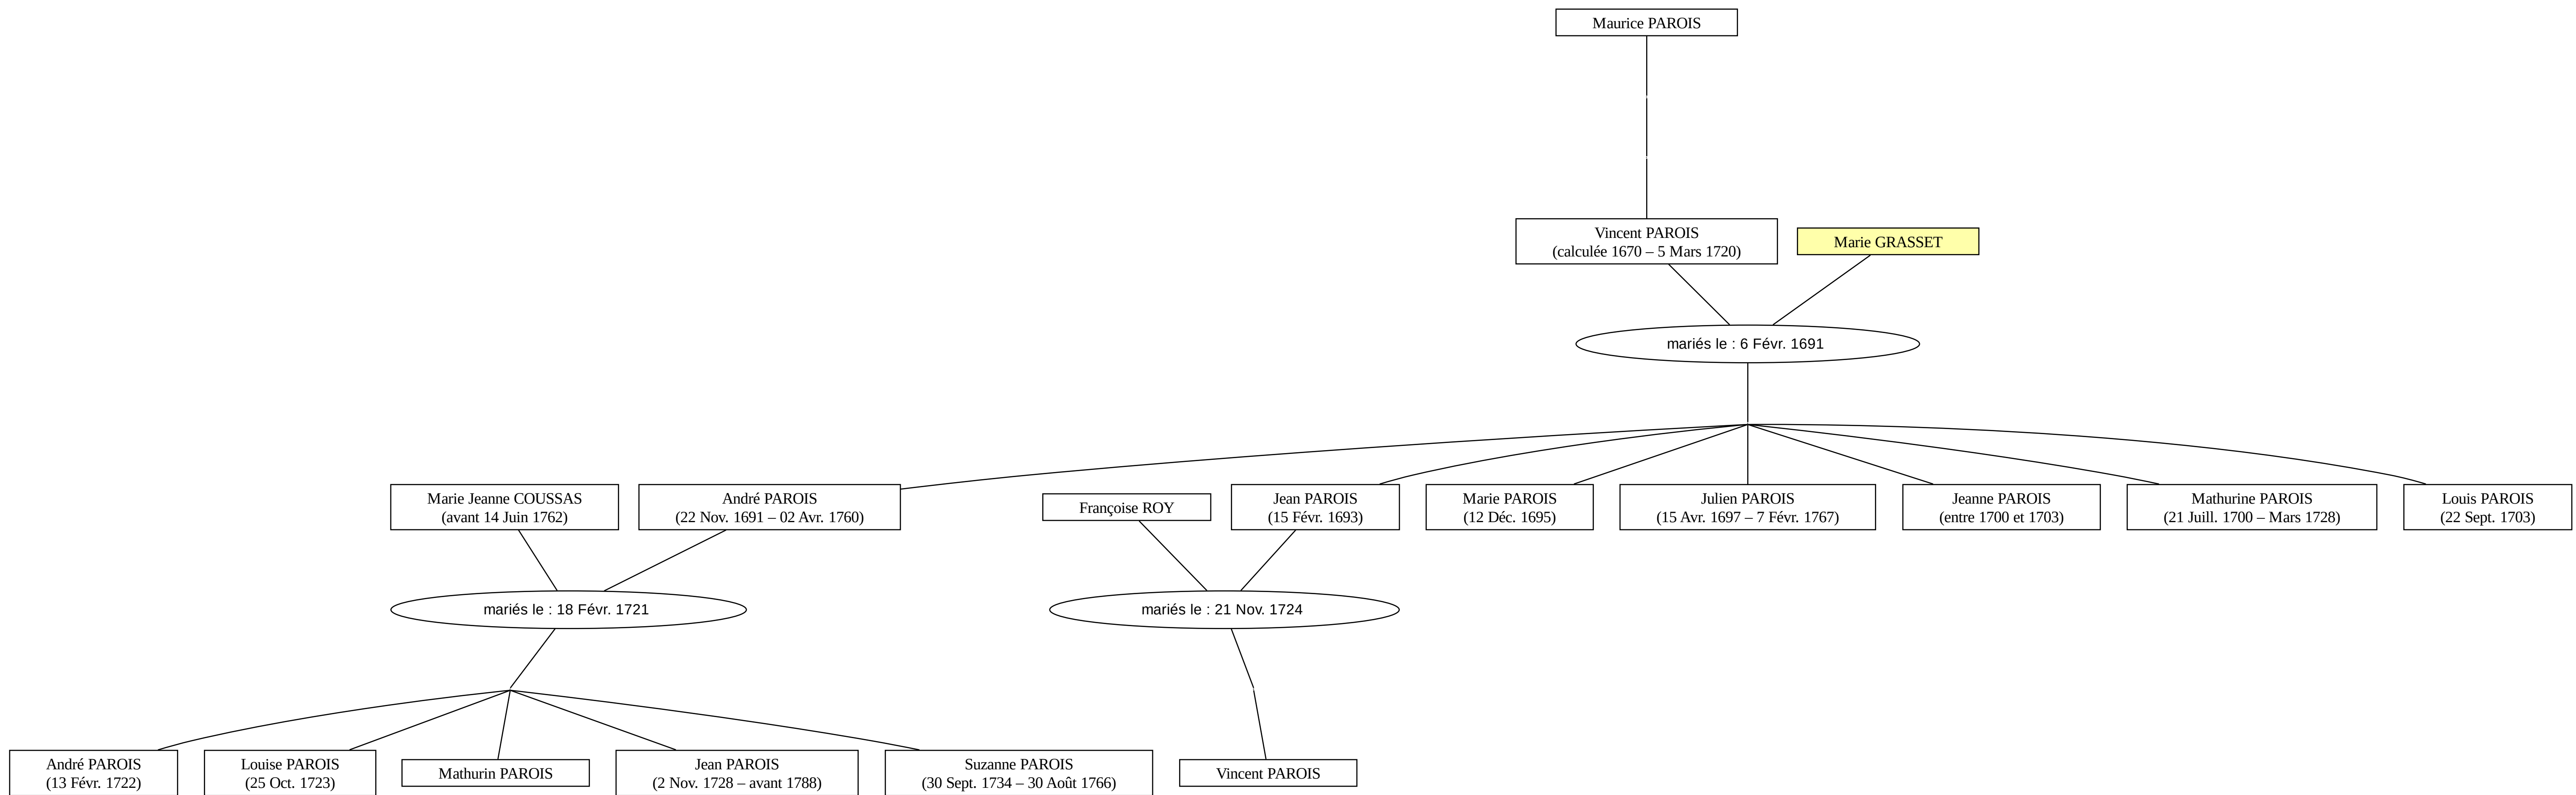 Maurice PAROIS
Vincent PAROIS
(calculée 1670 – 5 Mars 1720)
Marie GRASSET
mariés le : 6 Févr. 1691
Marie Jeanne COUSSAS
(avant 14 Juin 1762)
André PAROIS
(22 Nov. 1691 – 02 Avr. 1760)
Françoise ROY
Jean PAROIS
(15 Févr. 1693)
Marie PAROIS
(12 Déc. 1695)
Julien PAROIS
(15 Avr. 1697 – 7 Févr. 1767)
Jeanne PAROIS
(entre 1700 et 1703)
Mathurine PAROIS
(21 Juill. 1700 – Mars 1728)
Louis PAROIS
(22 Sept. 1703)
mariés le : 18 Févr. 1721
mariés le : 21 Nov. 1724
André PAROIS
(13 Févr. 1722)
Louise PAROIS
(25 Oct. 1723)
Mathurin PAROIS
Jean PAROIS
(2 Nov. 1728 – avant 1788)
Suzanne PAROIS
(30 Sept. 1734 – 30 Août 1766)
Vincent PAROIS